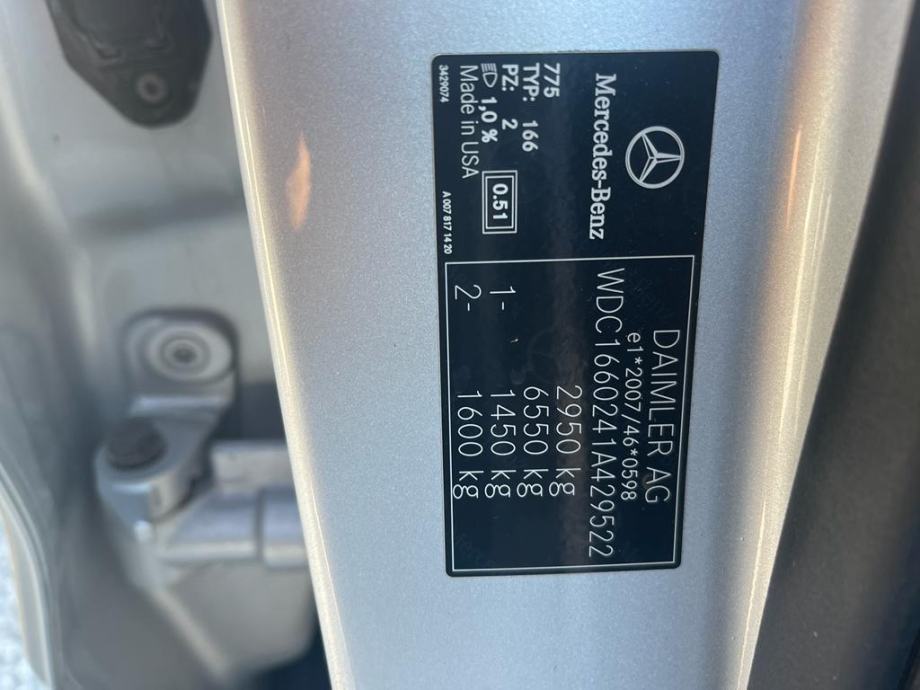 Mercedes-Benz
775
TYP: 166
PZ: 2
1,0 %
Made in USA
0.51
3429074
A 007 817 14 20
DAIMLER AG
e1*2007/46*0598
WDC1660241A429522
2950 kg
6550 kg
1- 1450 kg
2- 1600 kg